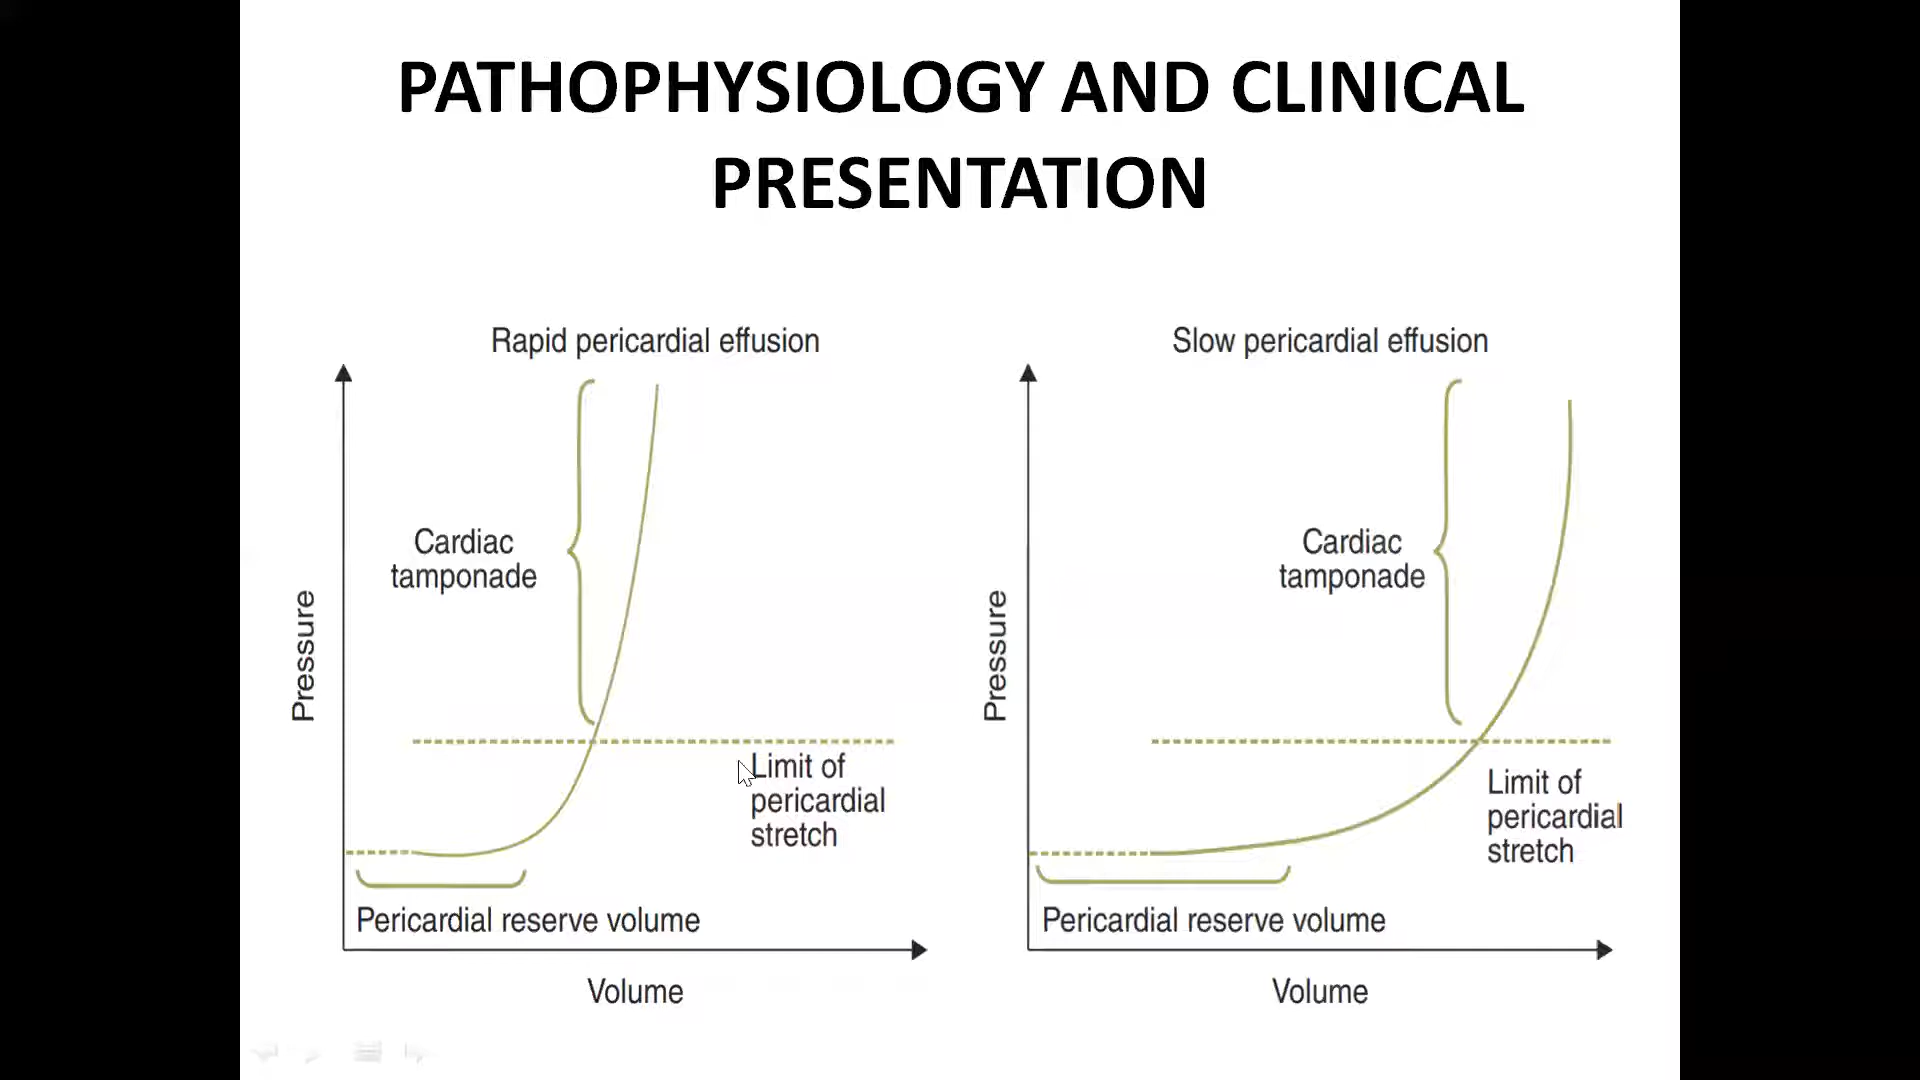 PATHOPHYSIOLOGY AND CLINICAL
PRESENTATION
Rapid pericardial effusion
Cardiac
tamponade
Pressure
Limit of
pericardial
stretch
Pericardial reserve volume
Volume
Slow pericardial effusion
Cardiac
tamponade
Pressure
Limit of
pericardial
stretch
Pericardial reserve volume
Volume